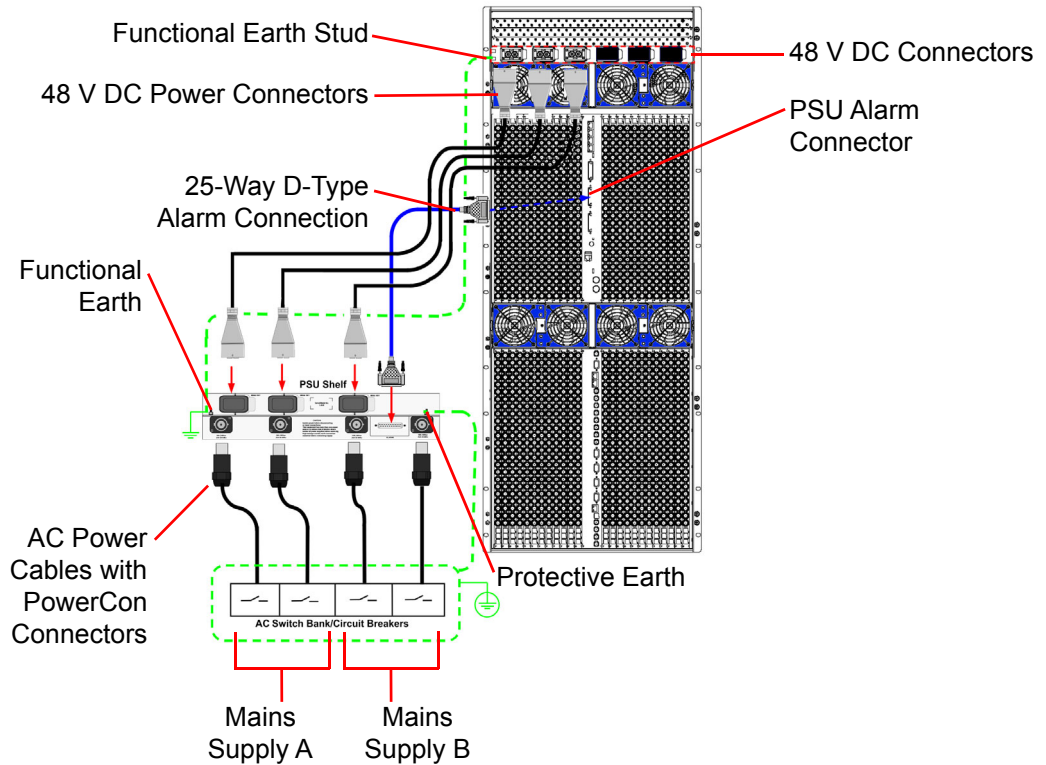 Functional Earth Stud
48 V DC Connectors
48 V DC Power Connectors
PSU Alarm
Connector
25-Way D-Type
Alarm Connection
Functional
Earth
PSU Shelf
AC Power
Cables with
PowerCon
Connectors
Protective Earth
AC Switch Bank/Circuit Breakers
Mains
Supply A
Mains
Supply B